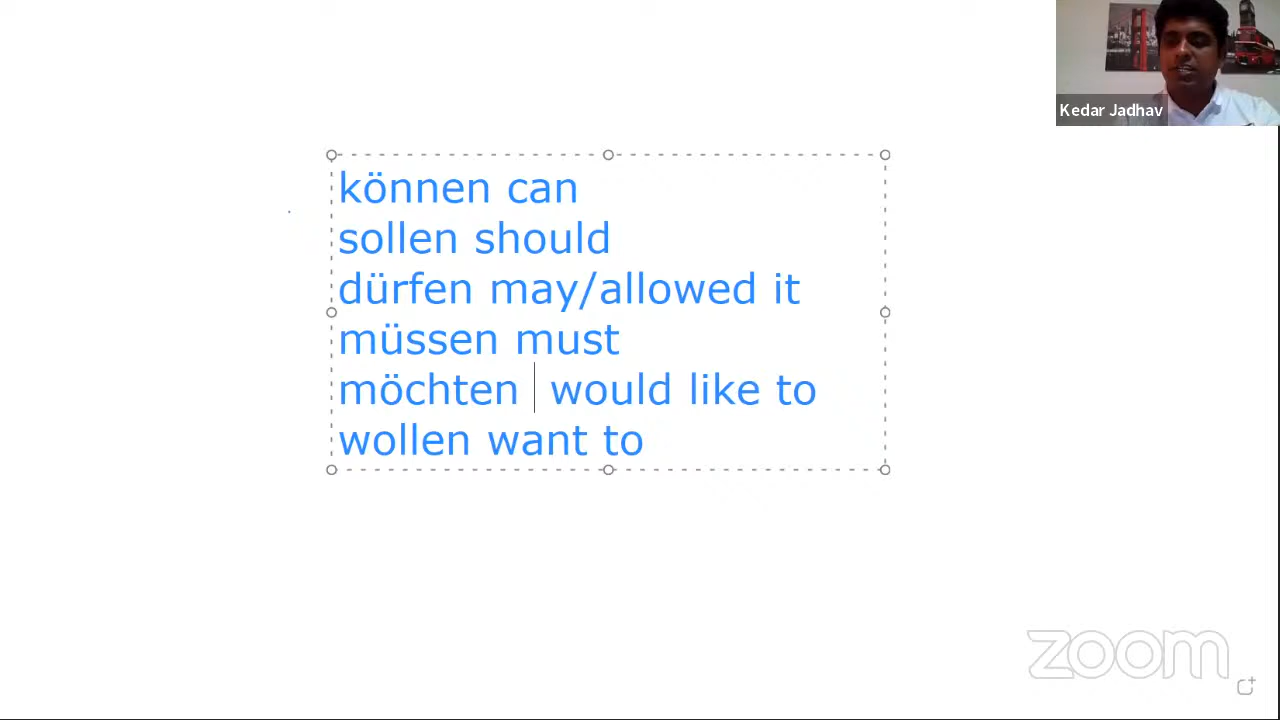 Kedar Jadhav
können can
sollen should
dürfen may/allowed it
müssen must
möchten would like to
wollen want to
zoom